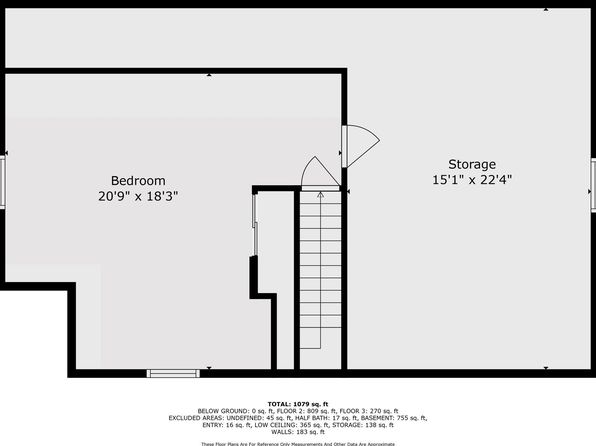 Storage
15'1" x 22'4"
Bedroom
20'9" x 18'3"
TOTAL: 1079 sq. ft
BELOW GROUND: 0 sq. ft, FLOOR 2: 809 sq. ft, FLOOR 3: 270 sq. ft
EXCLUDED AREAS: UNDEFINED: 45 sq. ft, HALF BATH: 17 sq. ft, BASEMENT: 755 sq. ft,
ENTRY: 16 sq. ft, LOW CEILING: 365 sq. ft, STORAGE: 138 sq. ft
WALLS: 183 sq. ft
These Floor Plans Are For Reference Only Measurements And Other Data Are Approximate